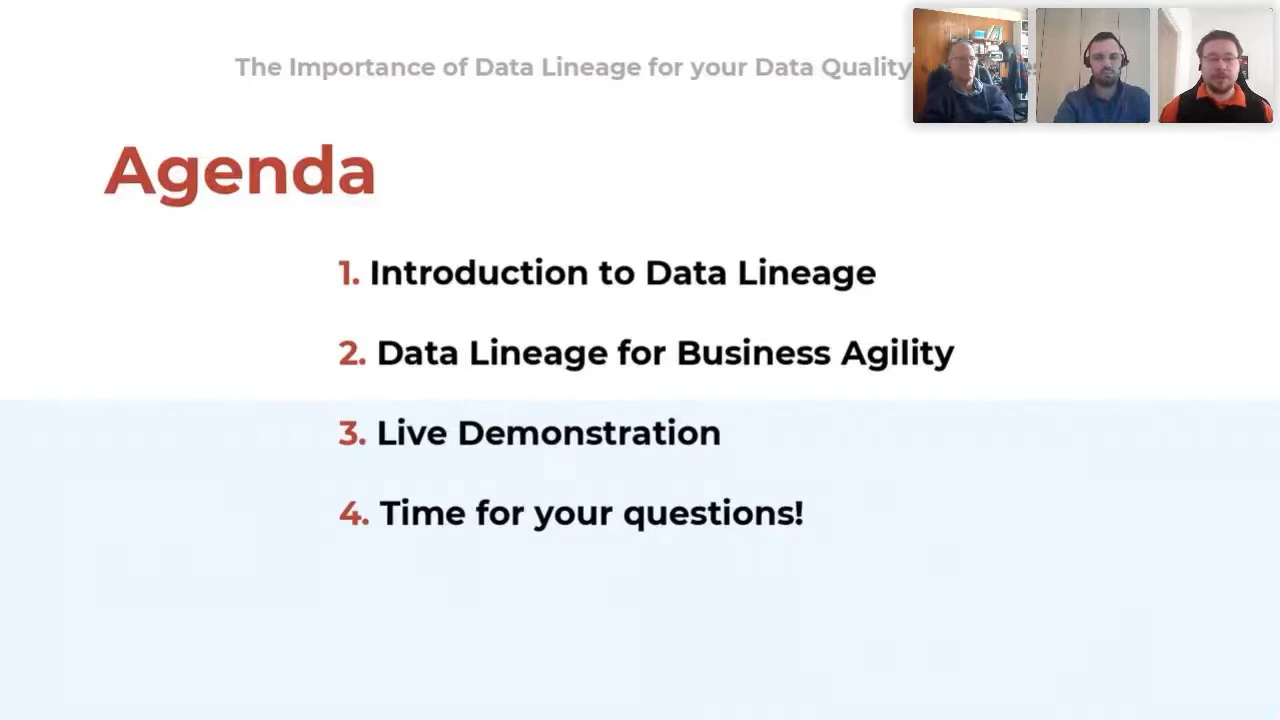 The Importance of Data Lineage for your Data Quality
Agenda
1. Introduction to Data Lineage
2. Data Lineage for Business Agility
3. Live Demonstration
4. Time for your questions!